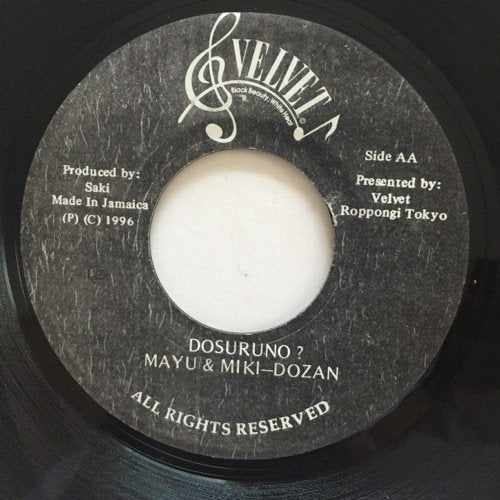 VELVET
Black Beauty, White Heat
Side AA
Produced by:
Saki
Made In Jamaica
(P) (C) 1996
Presented by:
Velvet
Roppongi Tokyo
DOSURUNO ?
MAYU & MIKI—DOZAN
ALL RIGHTS RESERVED